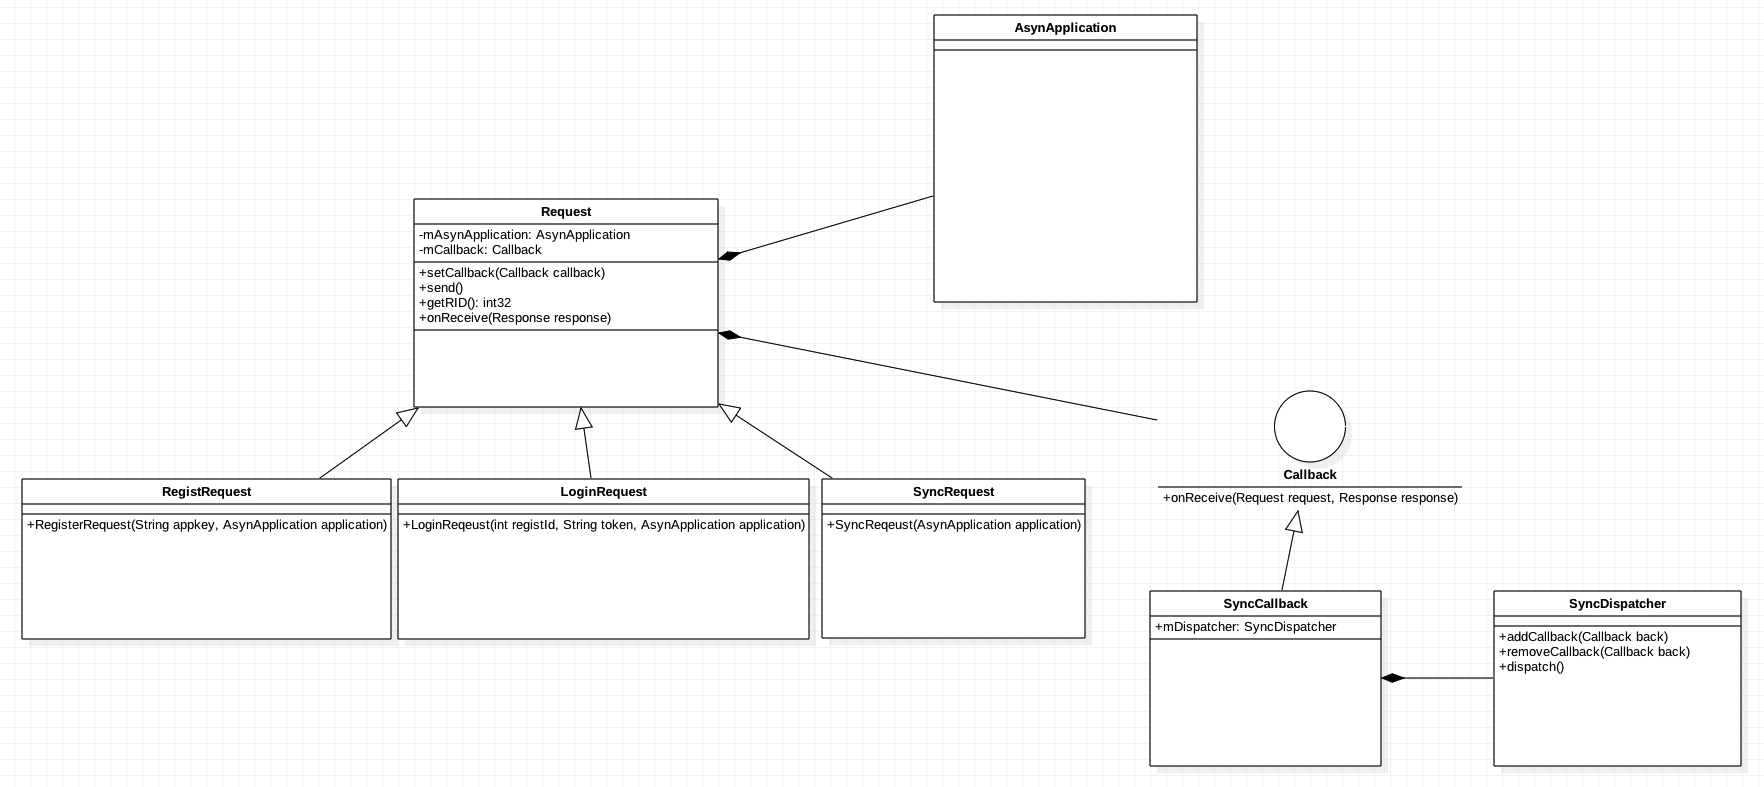 AsynApplication
Request
-mAsynApplication: AsynApplication
-mCallback: Callback
+setCallback(Callback callback)
+send()
+getRID(): int32
+onReceive(Response response)
RegistRequest
+RegisterRequest(String appkey, AsynApplication application)
LoginRequest
+LoginReqeust(int registId, String token, AsynApplication application)
SyncRequest
+SyncReqeust(AsynApplication application)
Callback
+onReceive(Request request, Response response)
SyncCallback
+mDispatcher: SyncDispatcher
SyncDispatcher
+addCallback(Callback back)
+removeCallback(Callback back)
+dispatch()